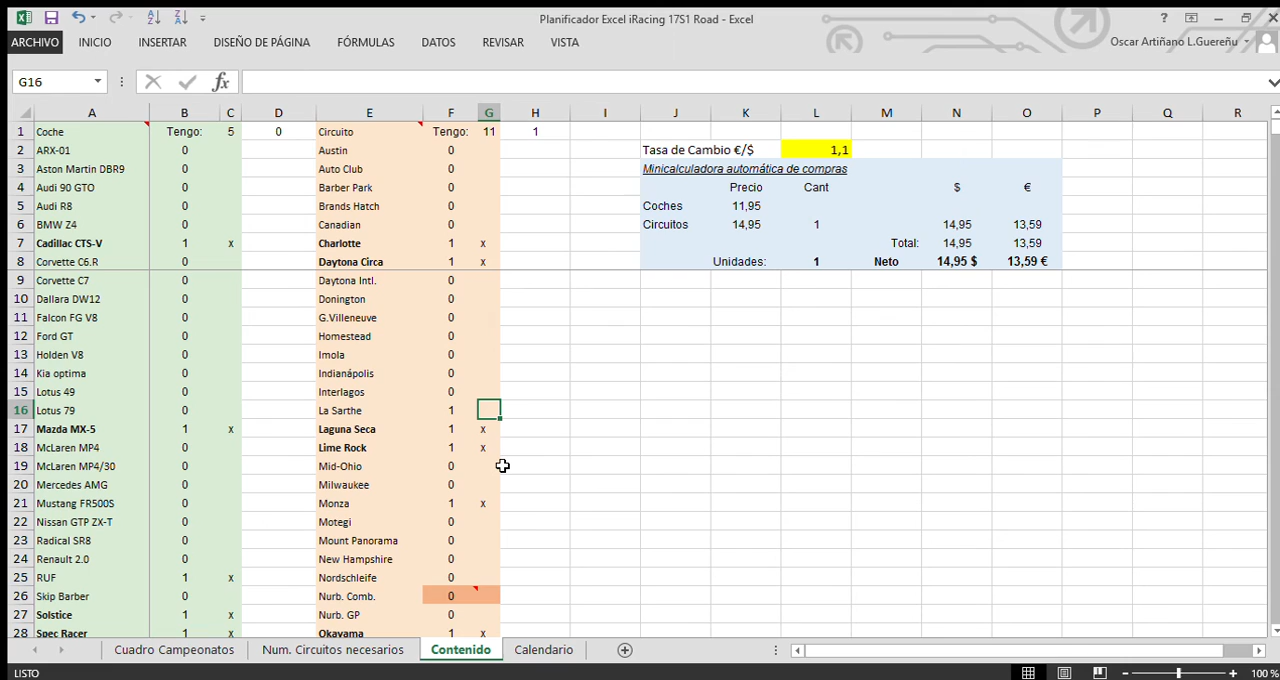 Planificador Excel iRacing 17S1 Road - Excel
ARCHIVO INICIO INSERTAR DISEÑO DE PÁGINA FÓRMULAS DATOS REVISAR VISTA Oscar Artiñano L.Guereñu
G16 fx
A B C D E F G H I J K L M N O P Q R
1 Coche Tengo: 5 0 Circuito Tengo: 11 1
2 ARX-01 0 Austin 0 Tasa de Cambio €/$ 1,1
3 Aston Martin DBR9 0 Auto Club 0 Minicalculadora automática de compras
4 Audi 90 GTO 0 Barber Park 0 Precio Cant $ €
5 Audi R8 0 Brands Hatch 0 Coches 11,95
6 BMW Z4 0 Canadian 0 Circuitos 14,95 1 14,95 13,59
7 Cadillac CTS-V 1 x Charlotte 1 x Total: 14,95 13,59
8 Corvette C6.R 0 Daytona Circa 1 x Unidades: 1 Neto 14,95 $ 13,59 €
9 Corvette C7 0 Daytona Intl. 0
10 Dallara DW12 0 Donington 0
11 Falcon FG V8 0 G.Villeneuve 0
12 Ford GT 0 Homestead 0
13 Holden V8 0 Imola 0
14 Kia optima 0 Indianápolis 0
15 Lotus 49 0 Interlagos 0
16 Lotus 79 0 La Sarthe 1
17 Mazda MX-5 1 x Laguna Seca 1 x
18 McLaren MP4 0 Lime Rock 1 x
19 McLaren MP4/30 0 Mid-Ohio 0
20 Mercedes AMG 0 Milwaukee 0
21 Mustang FR500S 0 Monza 1 x
22 Nissan GTP ZX-T 0 Motegi 0
23 Radical SR8 0 Mount Panorama 0
24 Renault 2.0 0 New Hampshire 0
25 RUF 1 x Nordschleife 0
26 Skip Barber 0 Nurb. Comb. 0
27 Solstice 1 x Nurb. GP 0
28 Spec Racer 1 x Okayama 1 x
Cuadro Campeonatos Num. Circuitos necesarios Contenido Calendario
LISTO 100 %